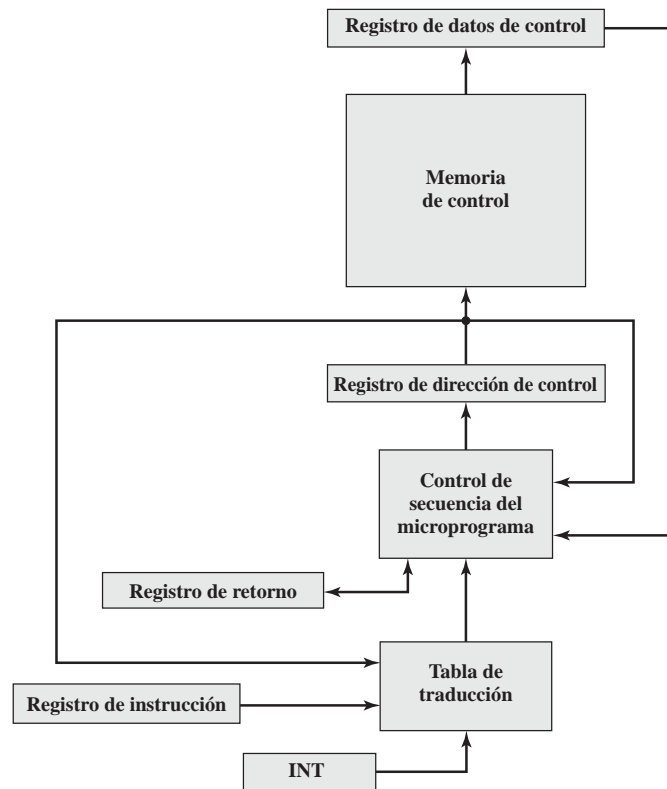 Registro de datos de control
Memoria
de control
Registro de dirección de control
Control de
secuencia del
microprograma
Registro de retorno
Tabla de
traducción
Registro de instrucción
INT